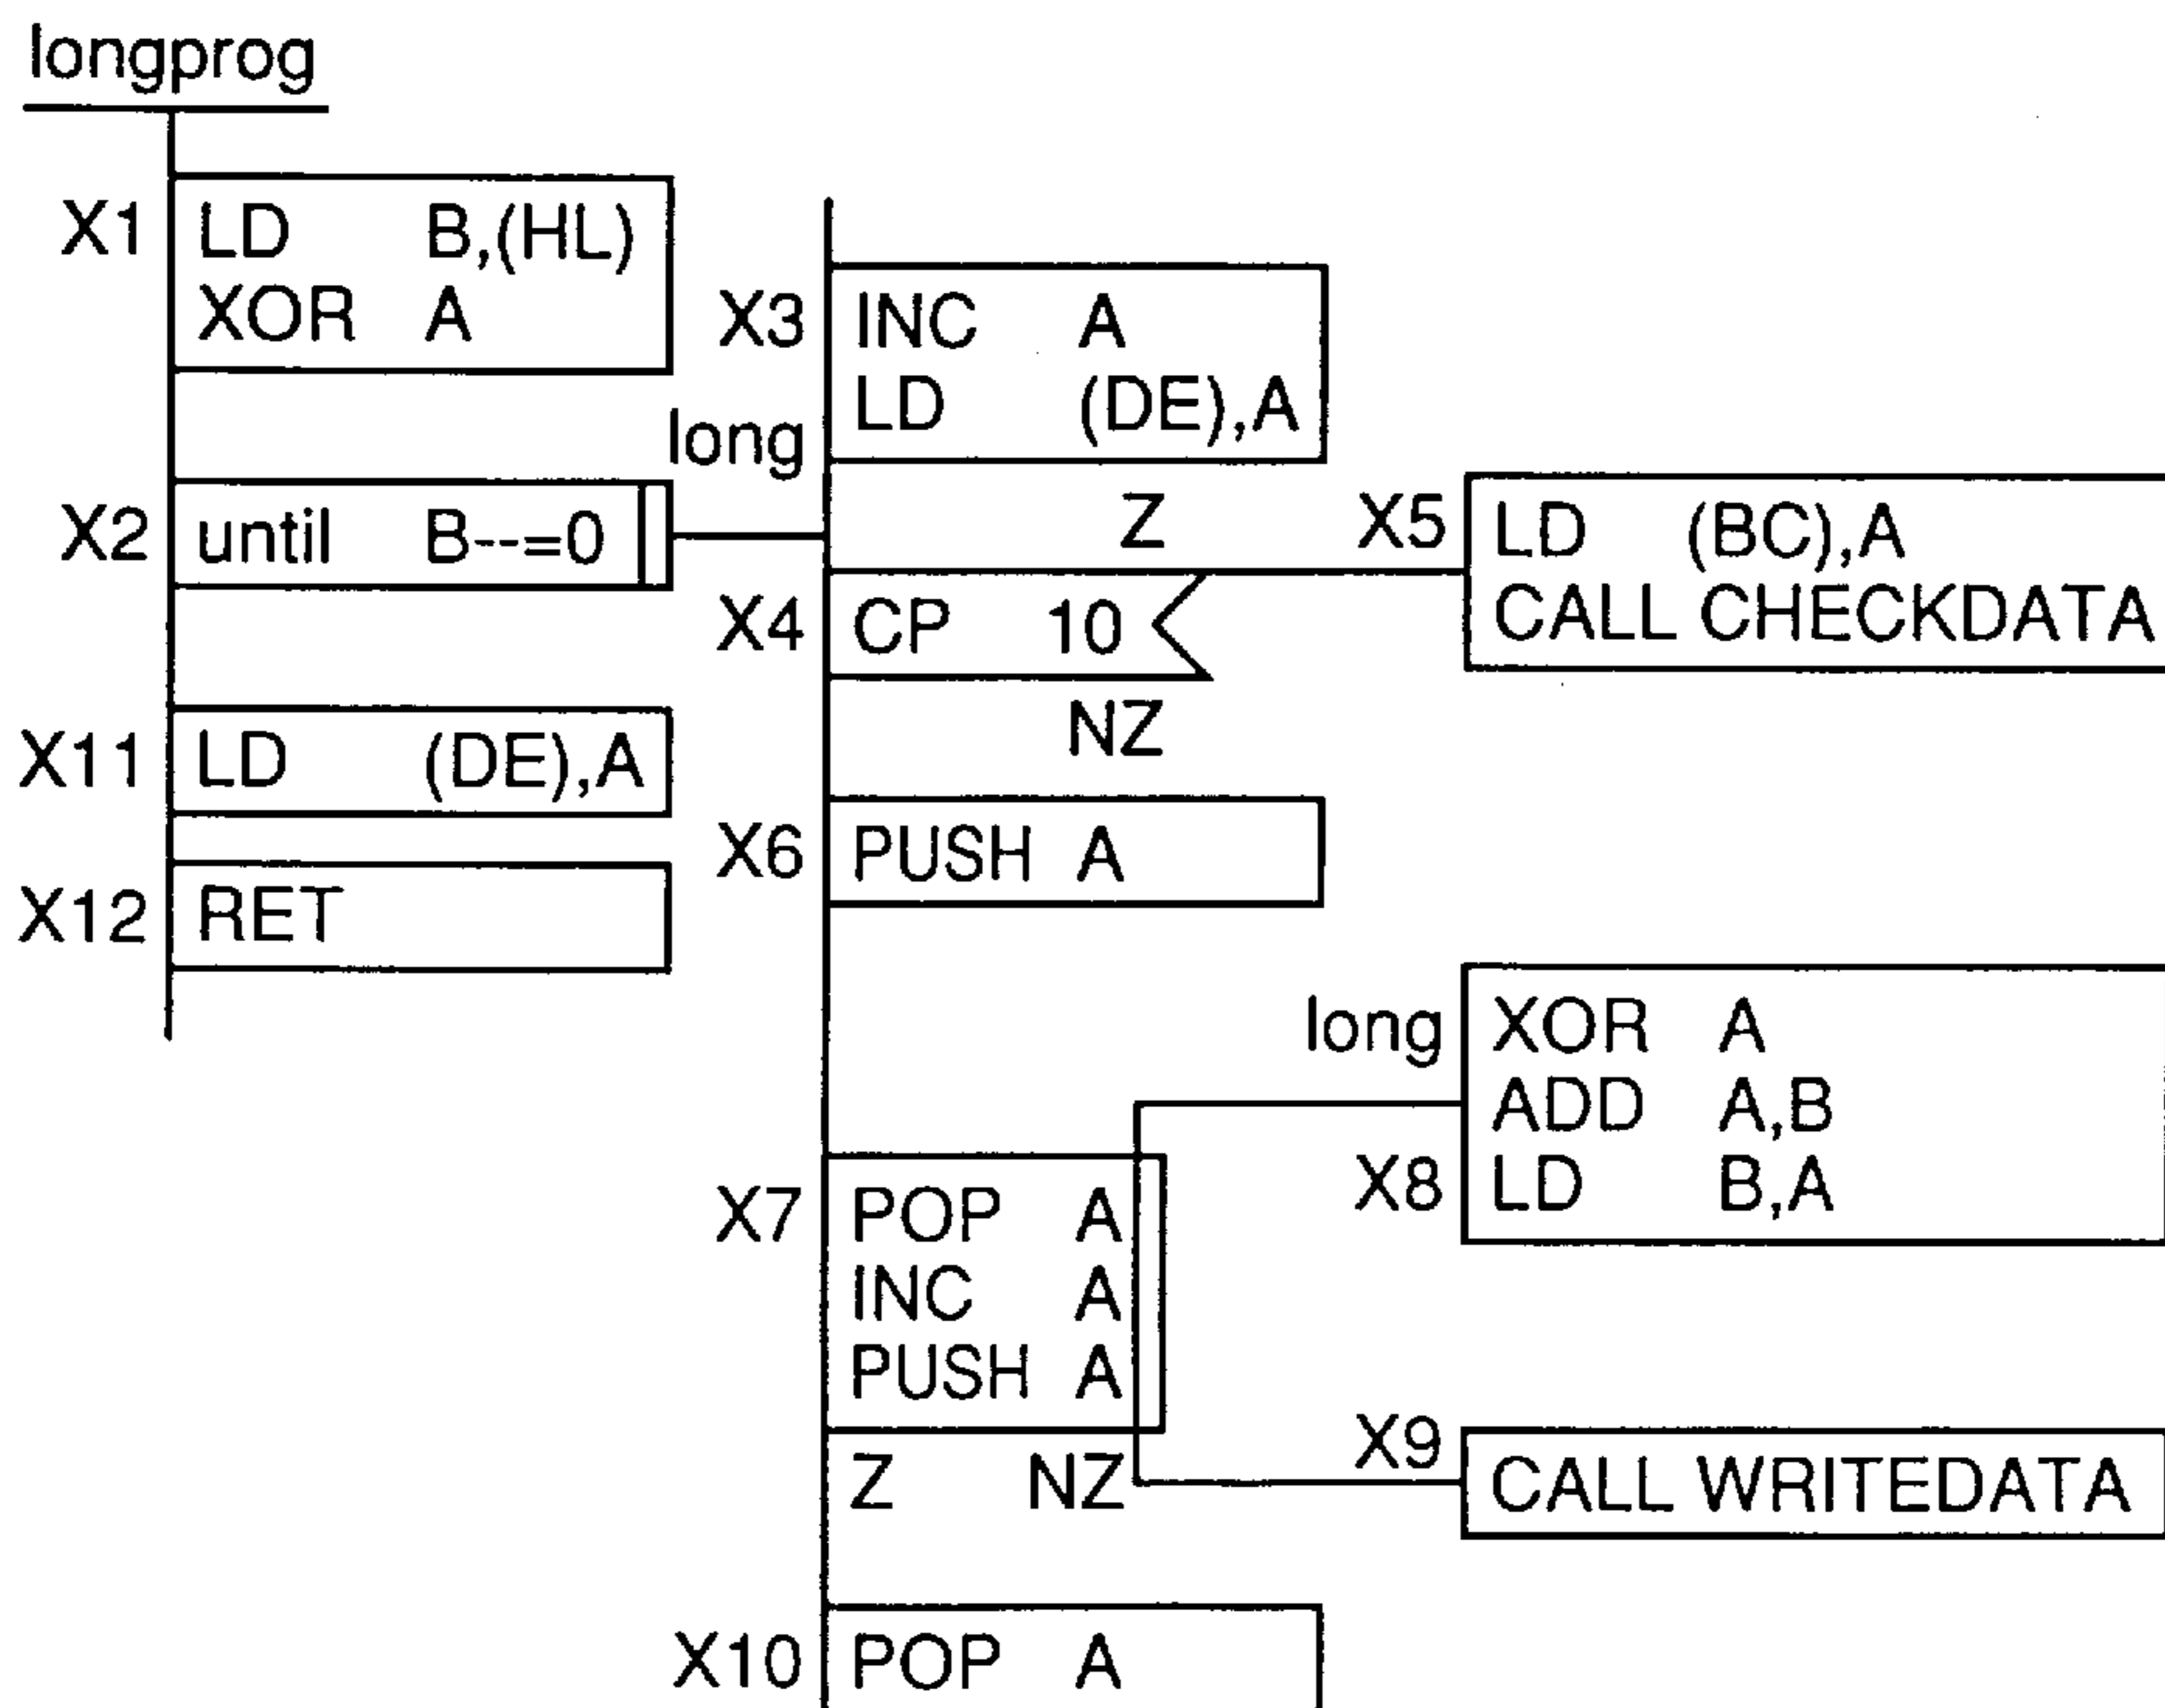 longprog
X1
LD B,(HL)
XOR A
X2
until B--=0
X11
LD (DE),A
X12
RET
X3
INC A
LD (DE),A
long
Z
X4
CP 10
NZ
X5
LD (BC),A
CALL CHECKDATA
X6
PUSH A
X7
POP A
INC A
PUSH A
Z NZ
long
XOR A
ADD A,B
X8
LD B,A
X9
CALL WRITEDATA
X10
POP A